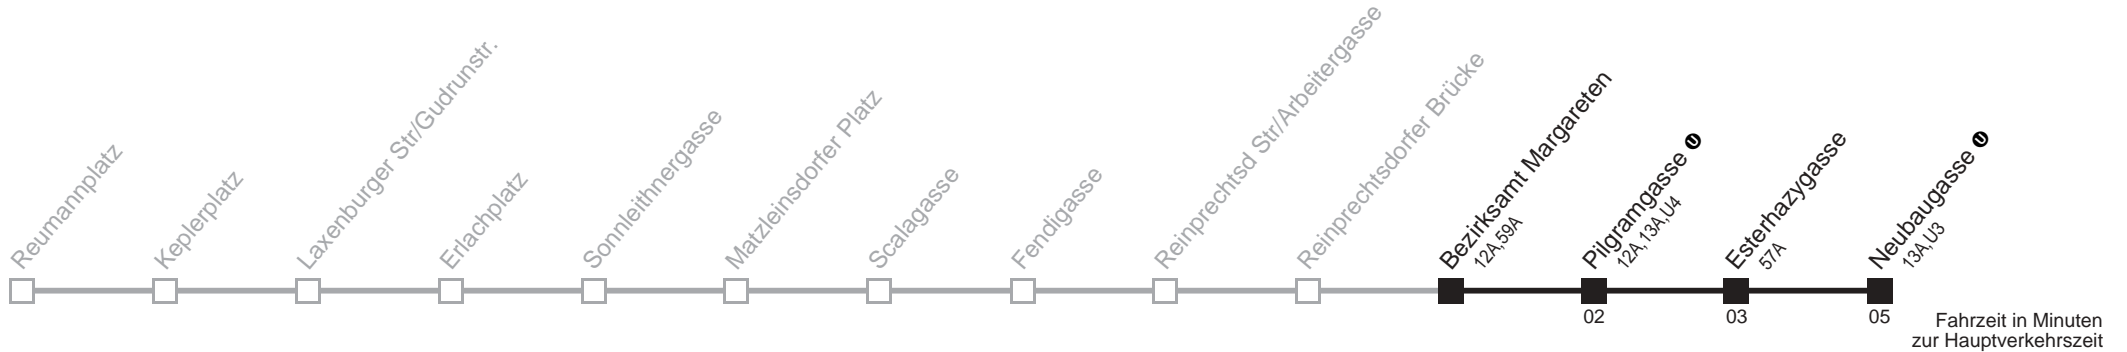 Reumannplatz
Keplerplatz
Laxenburger Str/Gudrunstr.
Erlachplatz
Sonnleithnergasse
Matzleinsdorfer Platz
Scalagasse
Fendigasse
Reinprechtsd Str/Arbeitergasse
Reinprechtsdorfer Brücke
Bezirksamt Margareten
12A,59A
Pilgramgasse U
12A,13A,U4
02
Esterhazygasse
57A
03
Neubaugasse U
13A,U3
05
Fahrzeit in Minuten
zur Hauptverkehrszeit